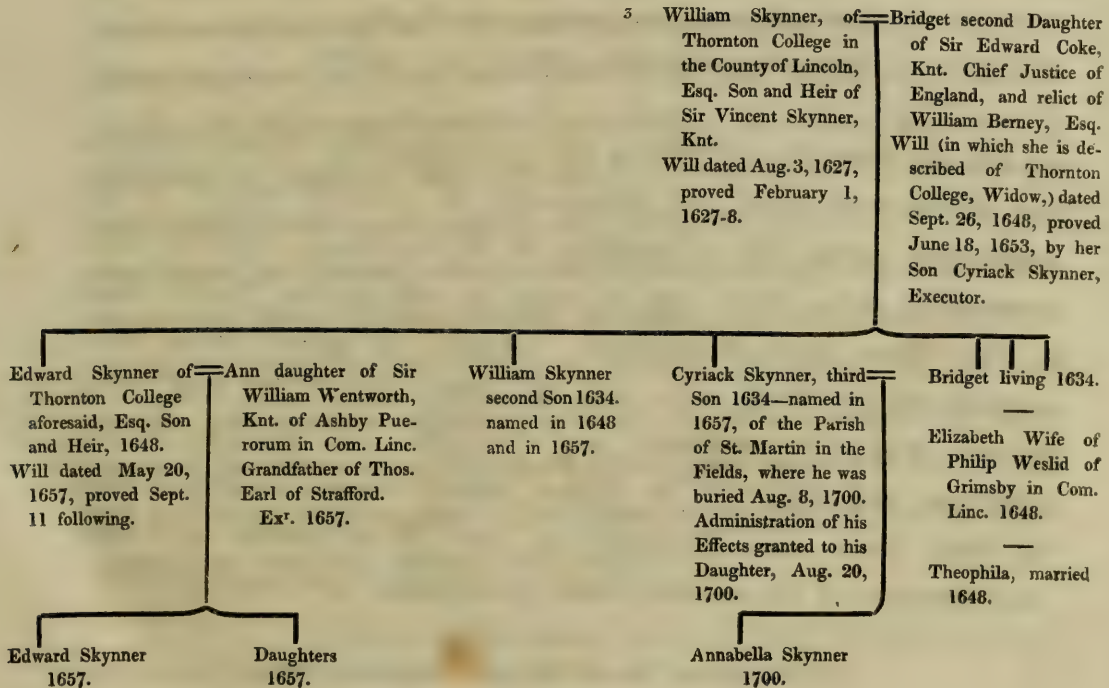 3 William Skynner, of
Thornton College in
the County of Lincoln,
Esq. Son and Heir of
Sir Vincent Skynner,
Knt.
Will dated Aug. 3, 1627,
proved February 1,
1627-8.
Bridget second Daughter
of Sir Edward Coke,
Knt. Chief Justice of
England, and relict of
William Berney, Esq.
Will (in which she is de-
scribed of Thornton
College, Widow,) dated
Sept. 26, 1648, proved
June 18, 1653, by her
Son Cyriack Skynner,
Executor.
Edward Skynner of
Thornton College
aforesaid, Esq. Son
and Heir, 1648.
Will dated May 20,
1657, proved Sept.
11 following.
Ann daughter of Sir
William Wentworth,
Knt. of Ashby Pue-
rorum in Com. Linc.
Grandfather of Thos.
Earl of Strafford.
Exr. 1657.
William Skynner
second Son 1634.
named in 1648
and in 1657.
Cyriack Skynner, third
Son 1634—named in
1657, of the Parish
of St. Martin in the
Fields, where he was
buried Aug. 8, 1700.
Administration of his
Effects granted to his
Daughter, Aug. 20,
1700.
Bridget living 1634.
—
Elizabeth Wife of
Philip Weslid of
Grimsby in Com.
Linc. 1648.
—
Theophila, married
1648.
Edward Skynner
1657.
Daughters
1657.
Annabella Skynner
1700.